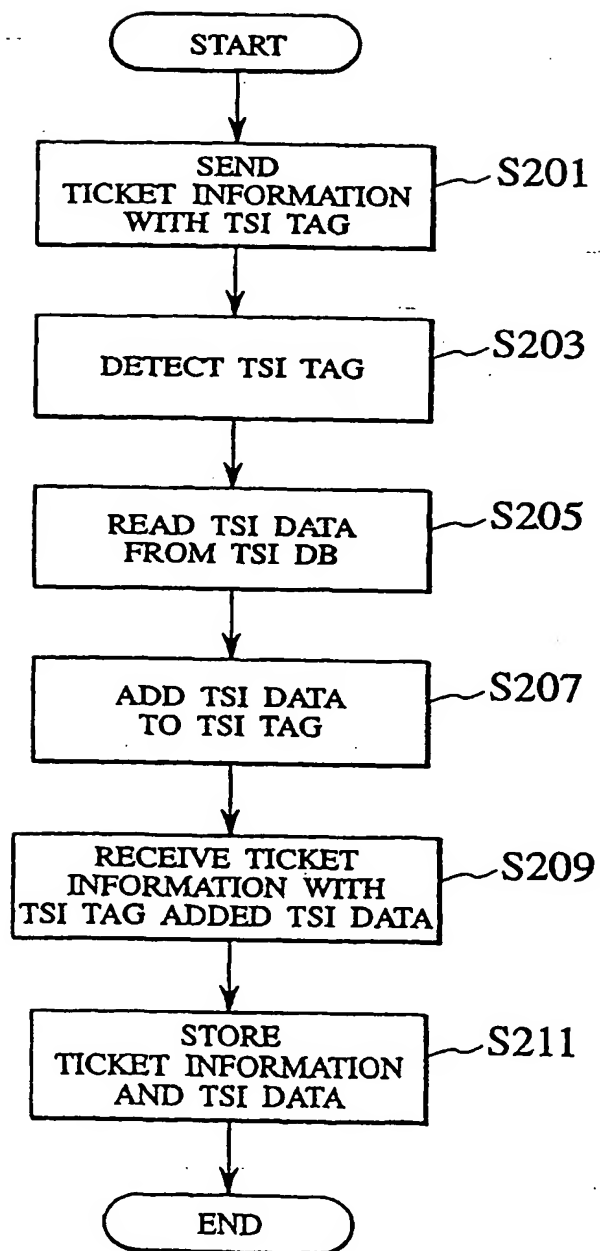 START
SEND
TICKET INFORMATION
WITH TSI TAG
S201
DETECT TSI TAG
S203
READ TSI DATA
FROM TSI DB
S205
ADD TSI DATA
TO TSI TAG
S207
RECEIVE TICKET
INFORMATION WITH
TSI TAG ADDED TSI DATA
S209
STORE
TICKET INFORMATION
AND TSI DATA
S211
END